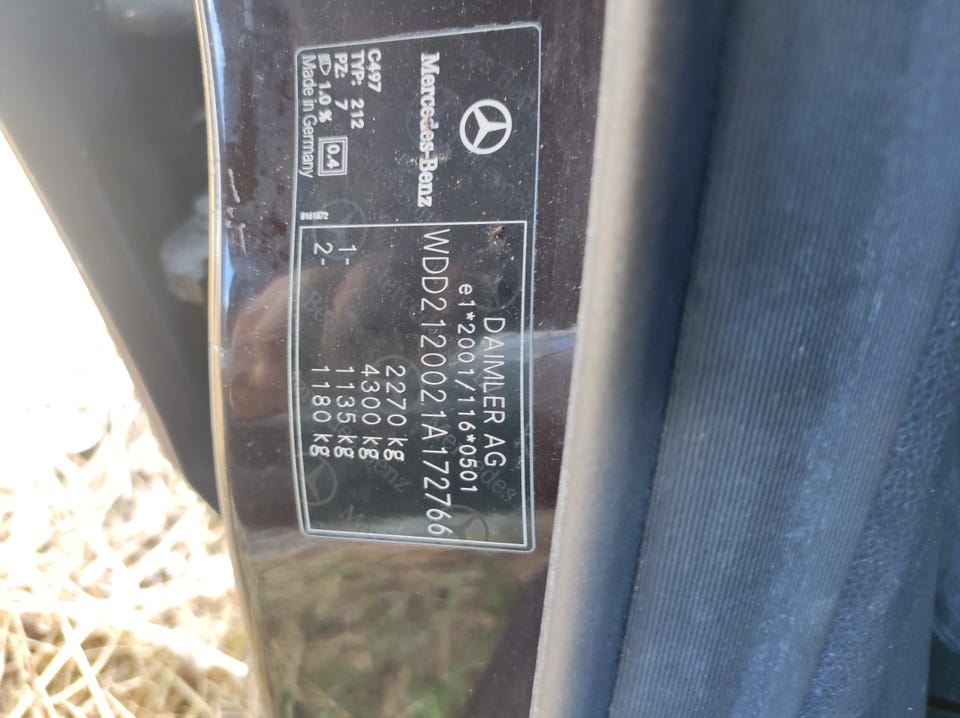 Mercedes-Benz
C497
TYP: 212
PZ: 7
1.0 % 0.4
Made in Germany
8161872
DAIMLER AG
e1*2001/116*0501
WDD2120021A172766
2270 kg
4300 kg
1- 1135 kg
2- 1180 kg